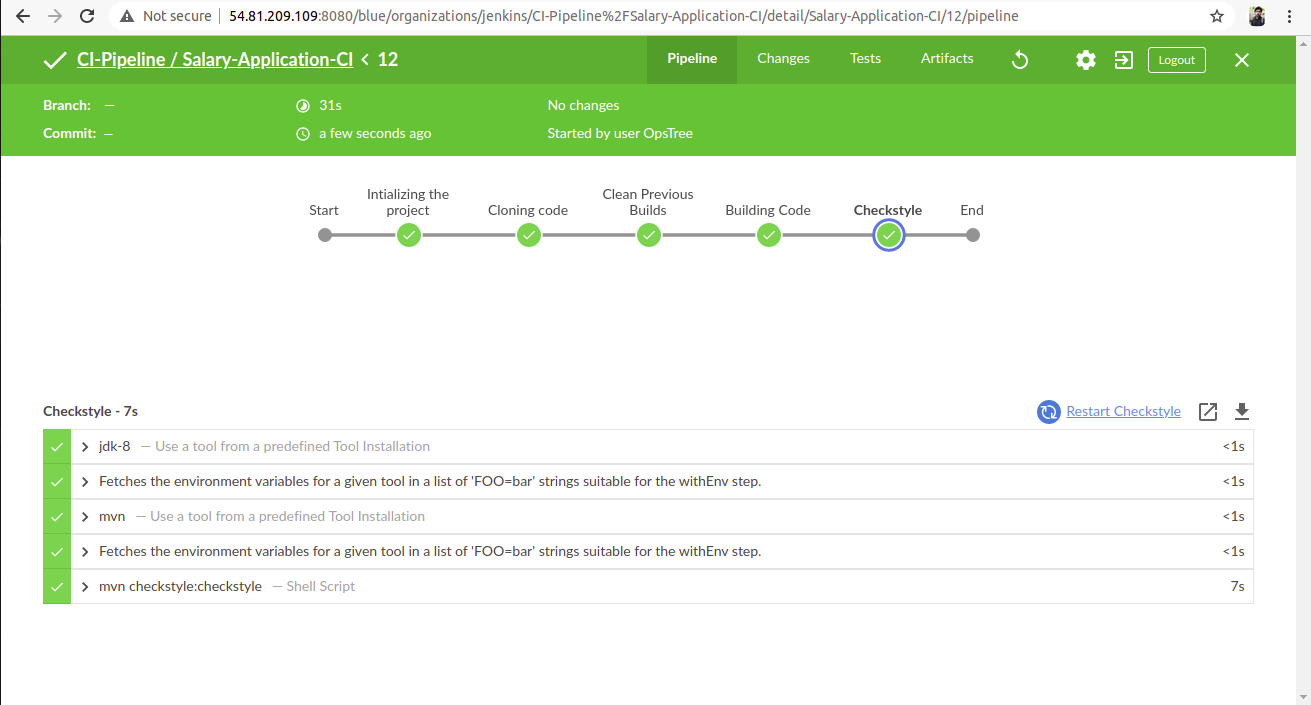 Not secure 54.81.209.109:8080/blue/organizations/jenkins/CI-Pipeline%2FSalary-Application-CI/detail/Salary-Application-CI/12/pipeline
CI-Pipeline / Salary-Application-CI < 12 Pipeline Changes Tests Artifacts Logout
Branch: — 31s No changes
Commit: — a few seconds ago Started by user OpsTree
Intializing the Clean Previous
Start project Cloning code Builds Building Code Checkstyle End
Checkstyle - 7s Restart Checkstyle
jdk-8 — Use a tool from a predefined Tool Installation <1s
Fetches the environment variables for a given tool in a list of 'FOO=bar' strings suitable for the withEnv step. <1s
mvn — Use a tool from a predefined Tool Installation <1s
Fetches the environment variables for a given tool in a list of 'FOO=bar' strings suitable for the withEnv step. <1s
mvn checkstyle:checkstyle — Shell Script 7s